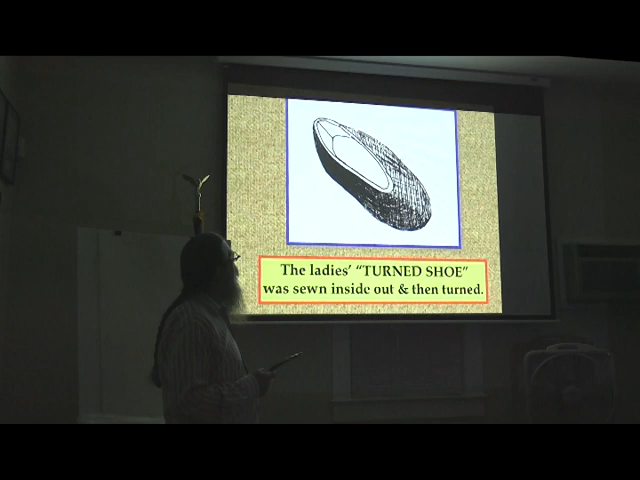 The ladies’ “TURNED SHOE”
was sewn inside out & then turned.